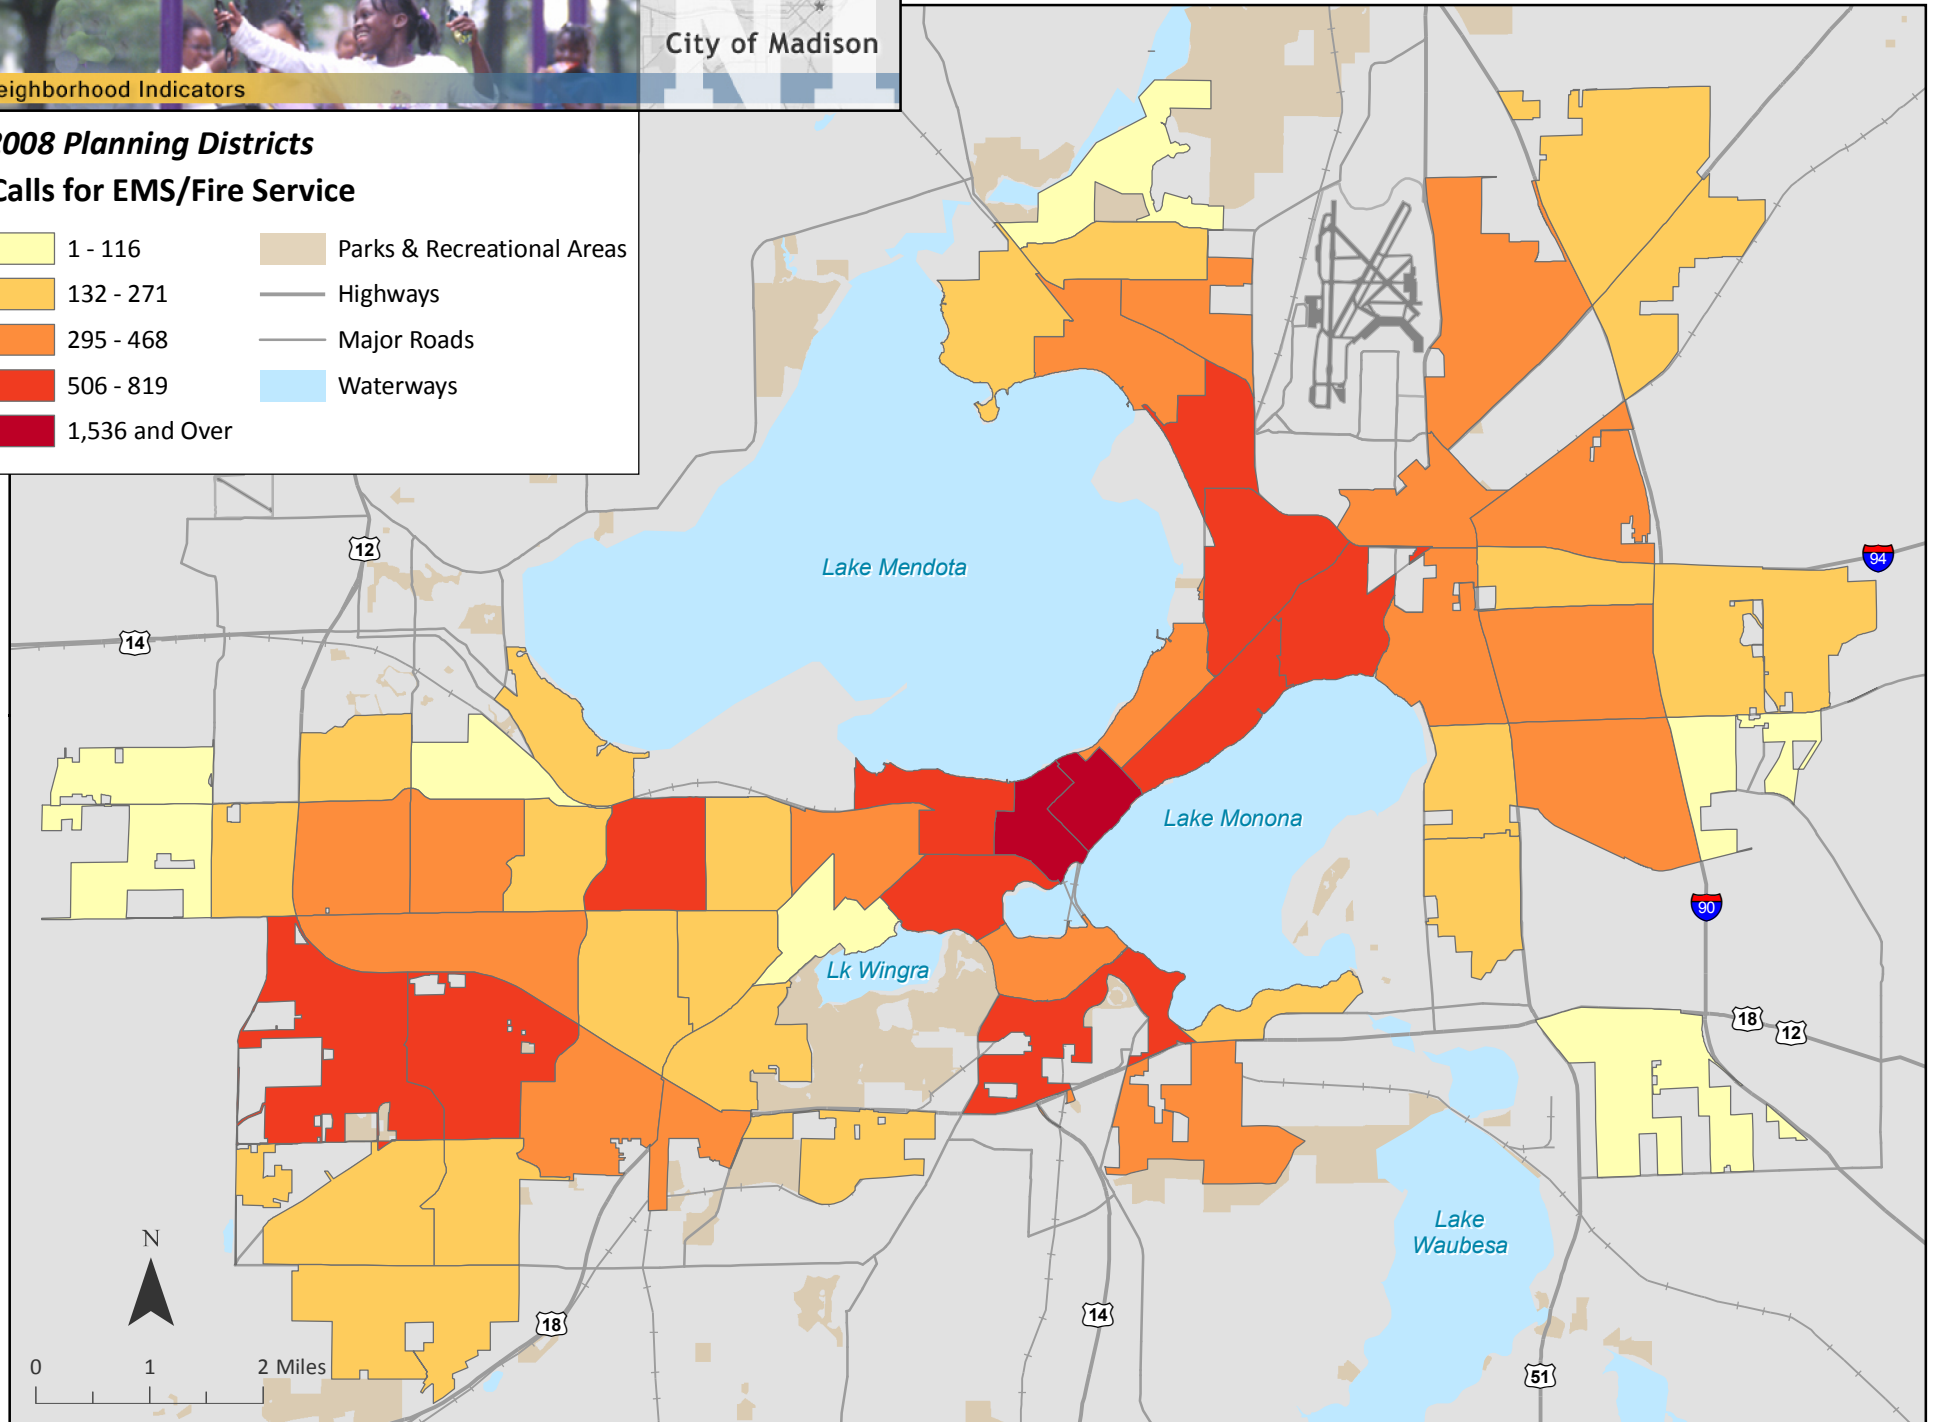 City of Madison
eighborhood Indicators
2008 Planning Districts
Calls for EMS/Fire Service
1 - 116
132 - 271
295 - 468
506 - 819
1,536 and Over
Parks & Recreational Areas
Highways
Major Roads
Waterways
12
14
94
Lake Mendota
Lake Monona
90
Lk Wingra
18
12
Lake
Waubesa
N
18
14
51
0 1 2 Miles